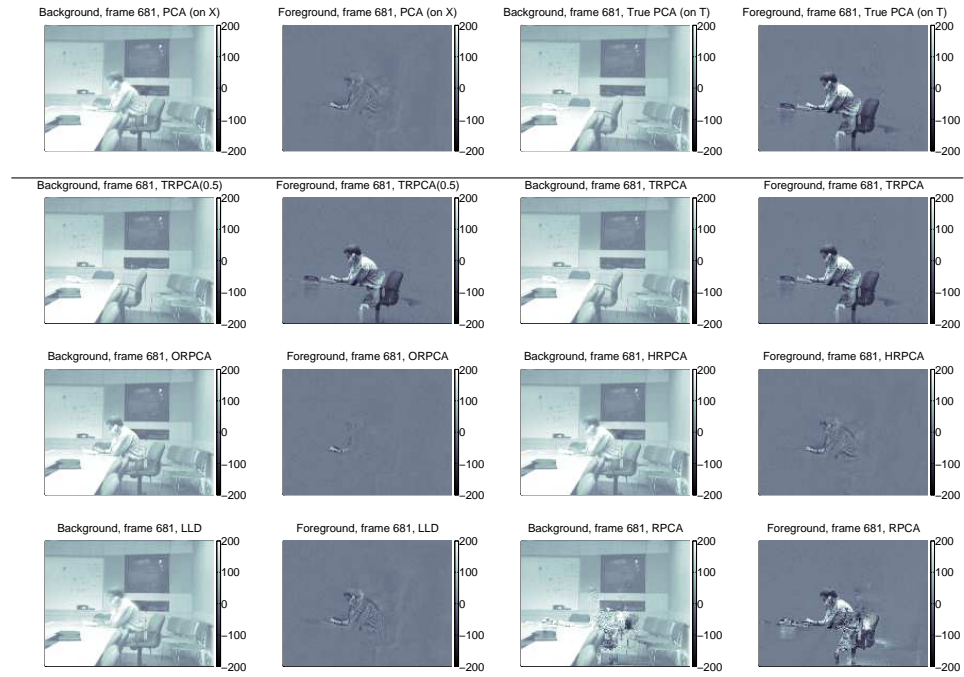 Background, frame 681, PCA (on X)
Foreground, frame 681, PCA (on X)
Background, frame 681, True PCA (on T)
Foreground, frame 681, True PCA (on T)
200 200 200 200
100 100 100 100
0 0 0 0
−100 −100 −100 −100
−200 −200 −200 −200
Background, frame 681, TRPCA(0.5)
Foreground, frame 681, TRPCA(0.5)
Background, frame 681, TRPCA
Foreground, frame 681, TRPCA
200 200 200 200
100 100 100 100
0 0 0 0
−100 −100 −100 −100
−200 −200 −200 −200
Background, frame 681, ORPCA
Foreground, frame 681, ORPCA
Background, frame 681, HRPCA
Foreground, frame 681, HRPCA
200 200 200 200
100 100 100 100
0 0 0 0
−100 −100 −100 −100
−200 −200 −200 −200
Background, frame 681, LLD
Foreground, frame 681, LLD
Background, frame 681, RPCA
Foreground, frame 681, RPCA
200 200 200 200
100 100 100 100
0 0 0 0
−100 −100 −100 −100
−200 −200 −200 −200